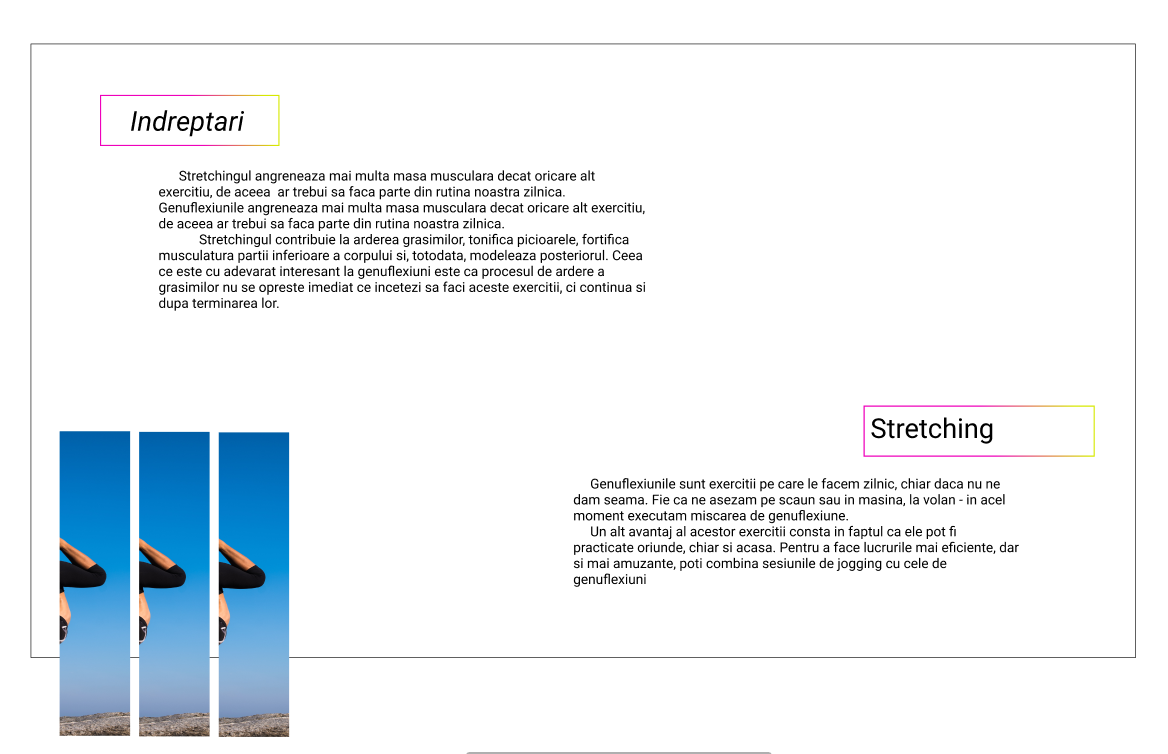 Indreptari
Stretchingul angreneaza mai multa masa musculara decat oricare alt
exercitiu, de aceea  ar trebui sa faca parte din rutina noastra zilnica.
Genuflexiunile angreneaza mai multa masa musculara decat oricare alt exercitiu,
de aceea ar trebui sa faca parte din rutina noastra zilnica.
Stretchingul contribuie la arderea grasimilor, tonifica picioarele, fortifica
musculatura partii inferioare a corpului si, totodata, modeleaza posteriorul. Ceea
ce este cu adevarat interesant la genuflexiuni este ca procesul de ardere a
grasimilor nu se opreste imediat ce incetezi sa faci aceste exercitii, ci continua si
dupa terminarea lor.
Stretching
Genuflexiunile sunt exercitii pe care le facem zilnic, chiar daca nu ne
dam seama. Fie ca ne asezam pe scaun sau in masina, la volan - in acel
moment executam miscarea de genuflexiune.
Un alt avantaj al acestor exercitii consta in faptul ca ele pot fi
practicate oriunde, chiar si acasa. Pentru a face lucrurile mai eficiente, dar
si mai amuzante, poti combina sesiunile de jogging cu cele de
genuflexiuni